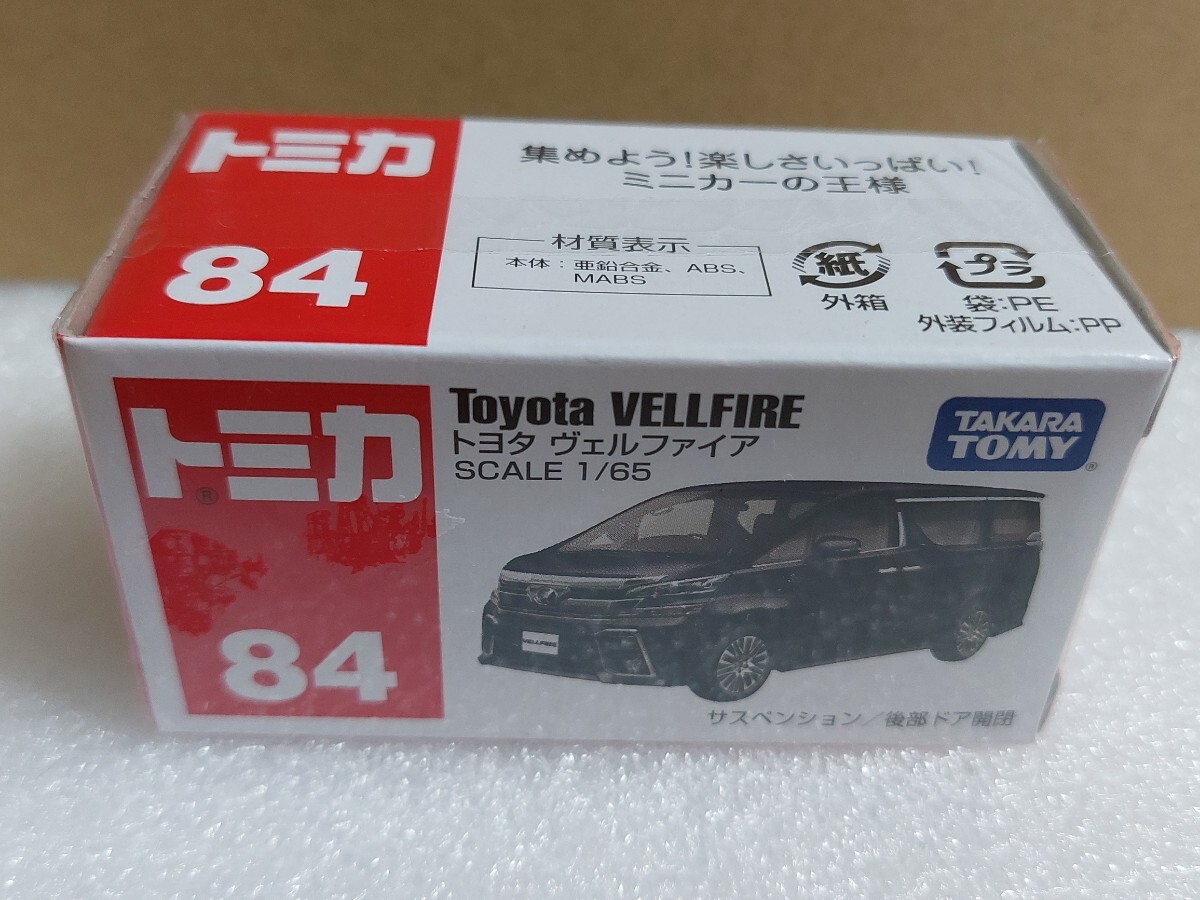 トミカ
84
集めよう!楽しさいっぱい!
ミニカーの王様
材質表示
本体:亜鉛合金、ABS、
MABS
紙
外箱
プラ
袋:PE
外装フィルム:PP
トミカ®
84
Toyota VELLFIRE
トヨタ ヴェルファイア
SCALE 1/65
TAKARA
TOMY®
VELLFIRE
サスペンション/後部ドア開閉